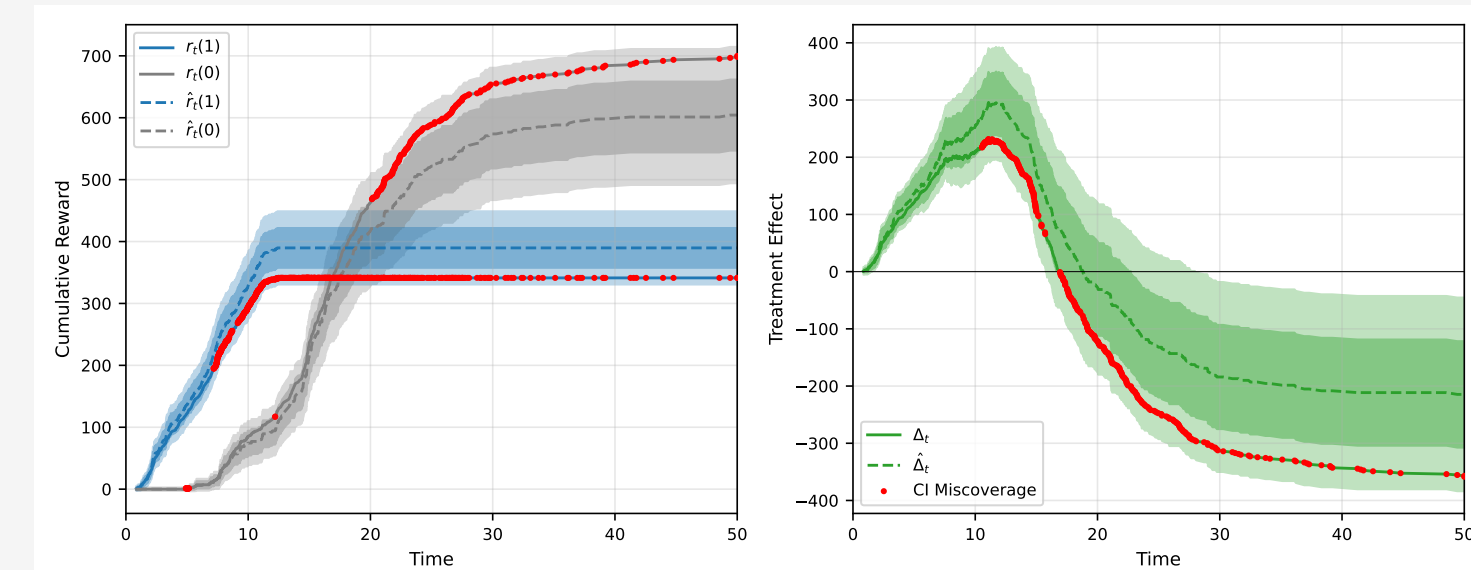 r_t(1)
r_t(0)
r̂_t(1)
r̂_t(0)
Cumulative Reward
700
600
500
400
300
200
100
0
0 10 20 30 40 50
Time
Treatment Effect
400
300
200
100
0
−100
−200
−300
−400
Δ_t
Δ̂_t
CI Miscoverage
0 10 20 30 40 50
Time